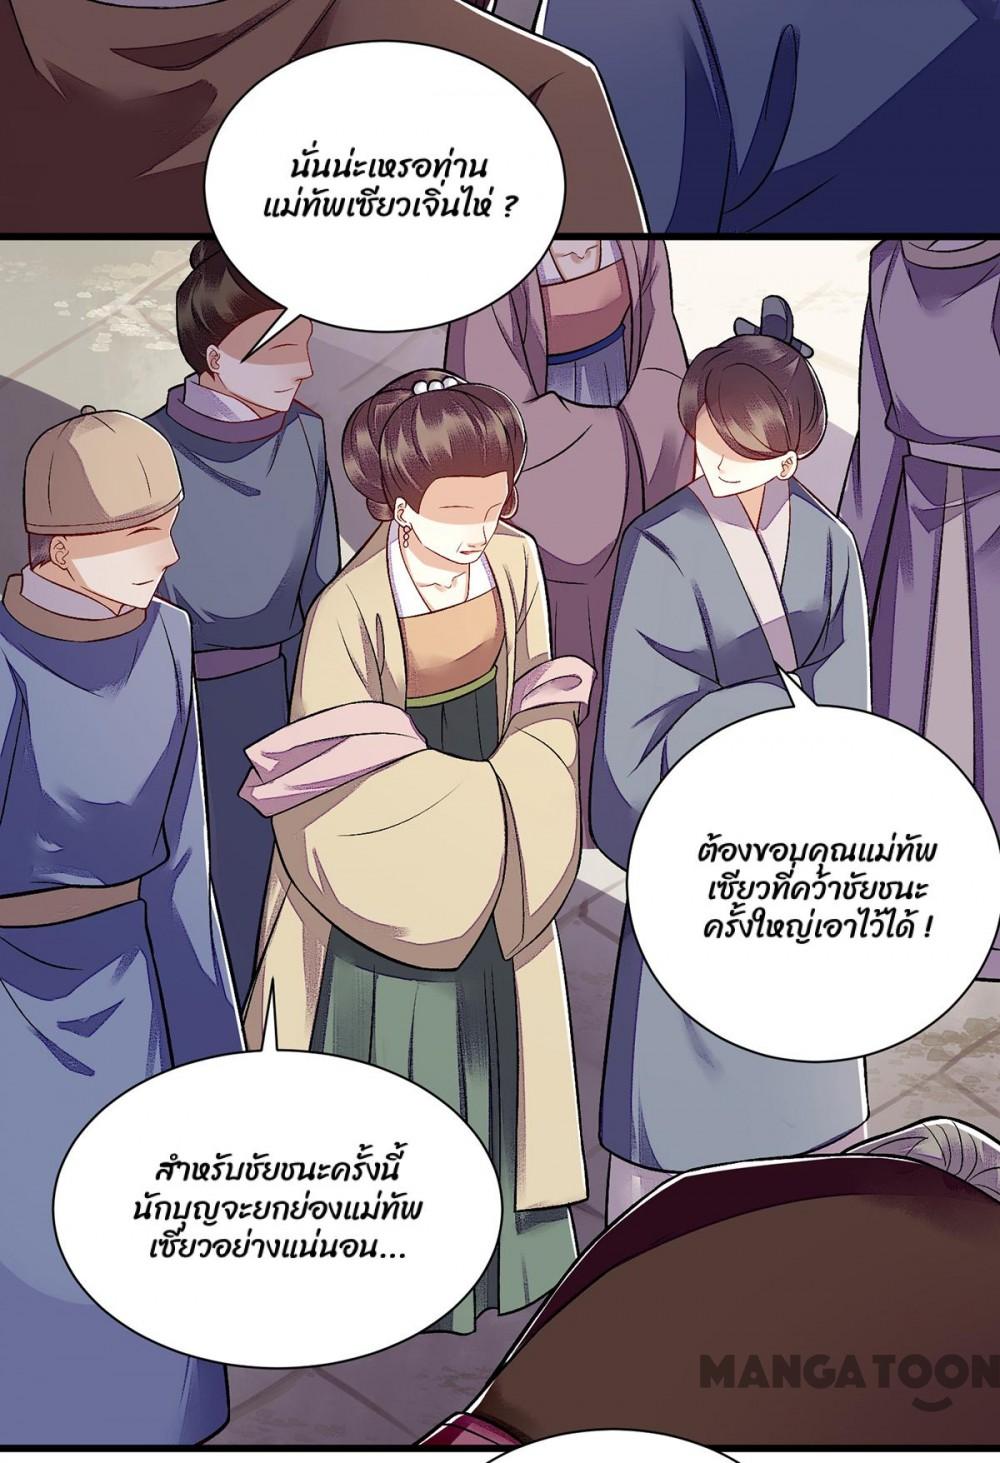 นั่นน่ะเหรอท่าน
แม่ทัพเซียวเจิ่นไห่ ?
ต้องขอบคุณแม่ทัพ
เซียวที่คว้าชัยชนะ
ครั้งใหญ่เอาไว้ได้ !
สำหรับชัยชนะครั้งนี้
นักบุญจะยกย่องแม่ทัพ
เซียวอย่างแน่นอน...
MANGATOON